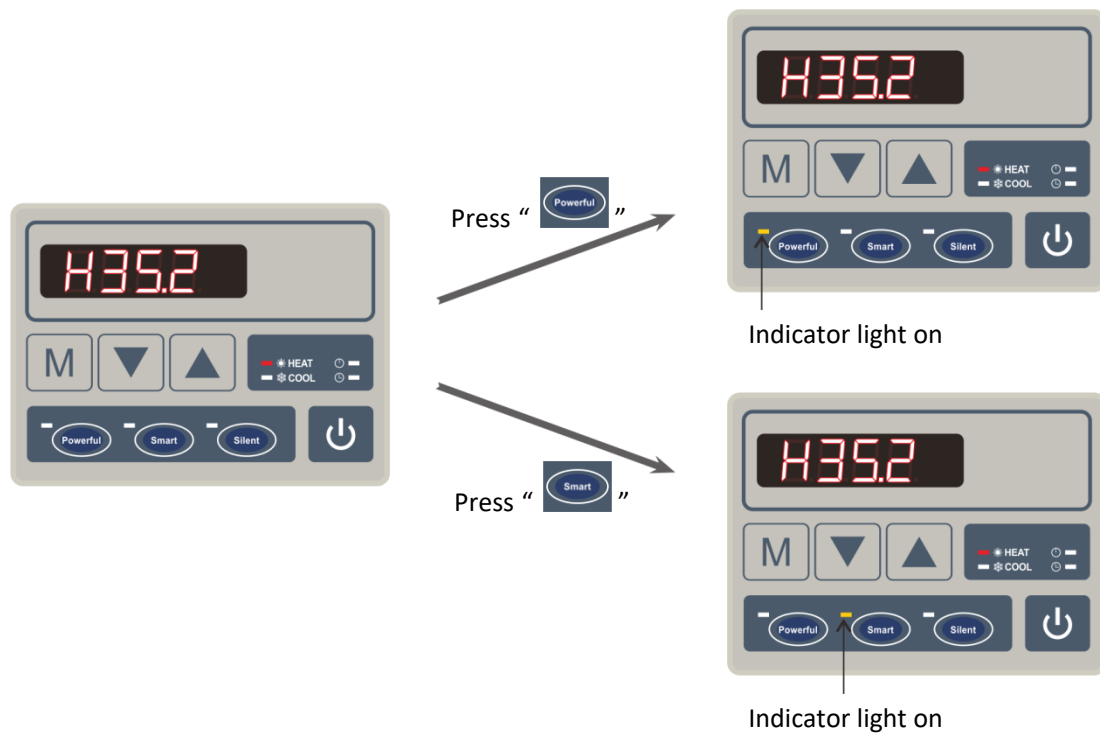 H35.2
M
HEAT
COOL
Powerful
Smart
Silent
Press “ Powerful ”
H35.2
M
HEAT
COOL
Powerful
Smart
Silent
Indicator light on
Press “ Smart ”
H35.2
M
HEAT
COOL
Powerful
Smart
Silent
Indicator light on